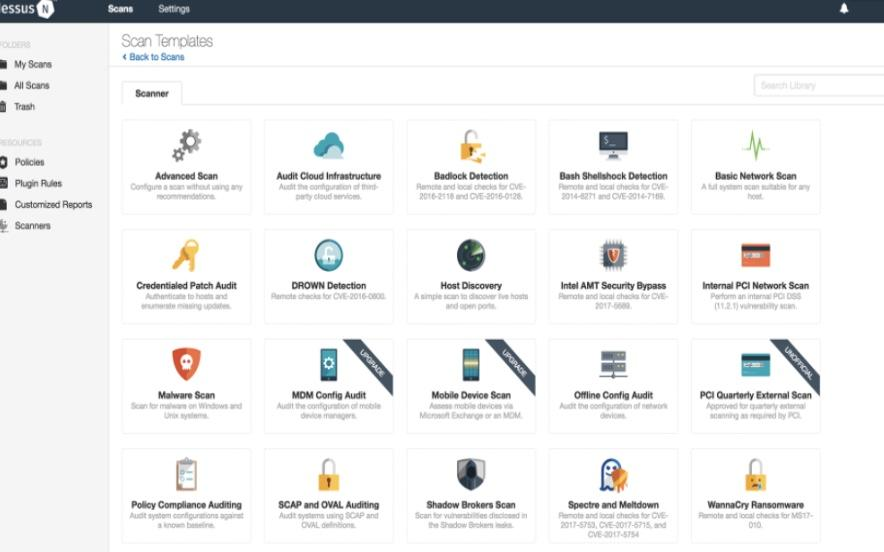 lessus N
Scans Settings
FOLDERS
My Scans
All Scans
Trash
RESOURCES
Policies
Plugin Rules
Customized Reports
Scanners
Scan Templates
‹ Back to Scans
Scanner
Search Library
Advanced Scan
Configure a scan without using any
recommendations.
Audit Cloud Infrastructure
Audit the configuration of third-
party cloud services.
Badlock Detection
Remote and local checks for CVE-
2016-2118 and CVE-2016-0128.
Bash Shellshock Detection
Remote and local checks for CVE-
2014-6271 and CVE-2014-7169.
Basic Network Scan
A full system scan suitable for any
host.
Credentialed Patch Audit
Authenticate to hosts and
enumerate missing updates.
DROWN Detection
Remote checks for CVE-2016-0800.
Host Discovery
A simple scan to discover live hosts
and open ports.
Intel AMT Security Bypass
Remote and local checks for CVE-
2017-5689.
Internal PCI Network Scan
Perform an internal PCI DSS
(11.2.1) vulnerability scan.
Malware Scan
Scan for malware on Windows and
Unix systems.
UPGRADE
MDM Config Audit
Audit the configuration of mobile
device managers.
UPGRADE
Mobile Device Scan
Assess mobile devices via
Microsoft Exchange or an MDM.
Offline Config Audit
Audit the configuration of network
devices.
UNOFFICIAL
PCI Quarterly External Scan
Approved for quarterly external
scanning as required by PCI.
Policy Compliance Auditing
Audit system configurations against
a known baseline.
SCAP and OVAL Auditing
Audit systems using SCAP and
OVAL definitions.
Shadow Brokers Scan
Scan for vulnerabilities disclosed in
the Shadow Brokers leaks.
Spectre and Meltdown
Remote and local checks for CVE-
2017-5753, CVE-2017-5715, and
CVE-2017-5754
WannaCry Ransomware
Remote and local checks for MS17-
010.